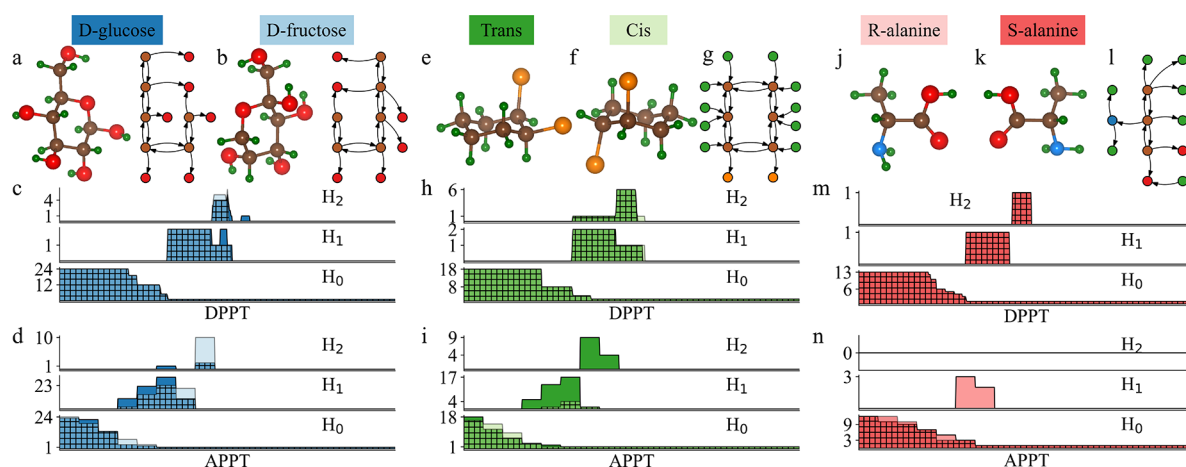 D-glucose
D-fructose
Trans
Cis
R-alanine
S-alanine
a
b
e
f
g
j
k
l
c
4
1
H2
1
H1
24
12
H0
DPPT
h
6
1
H2
2
1
H1
18
8
H0
DPPT
m
1
H2
1
H1
13
6
H0
DPPT
d
10
1
H2
23
H1
24
1
H0
APPT
i
9
4
H2
17
4
H1
18
1
H0
APPT
n
0
H2
3
H1
9
3
H0
APPT